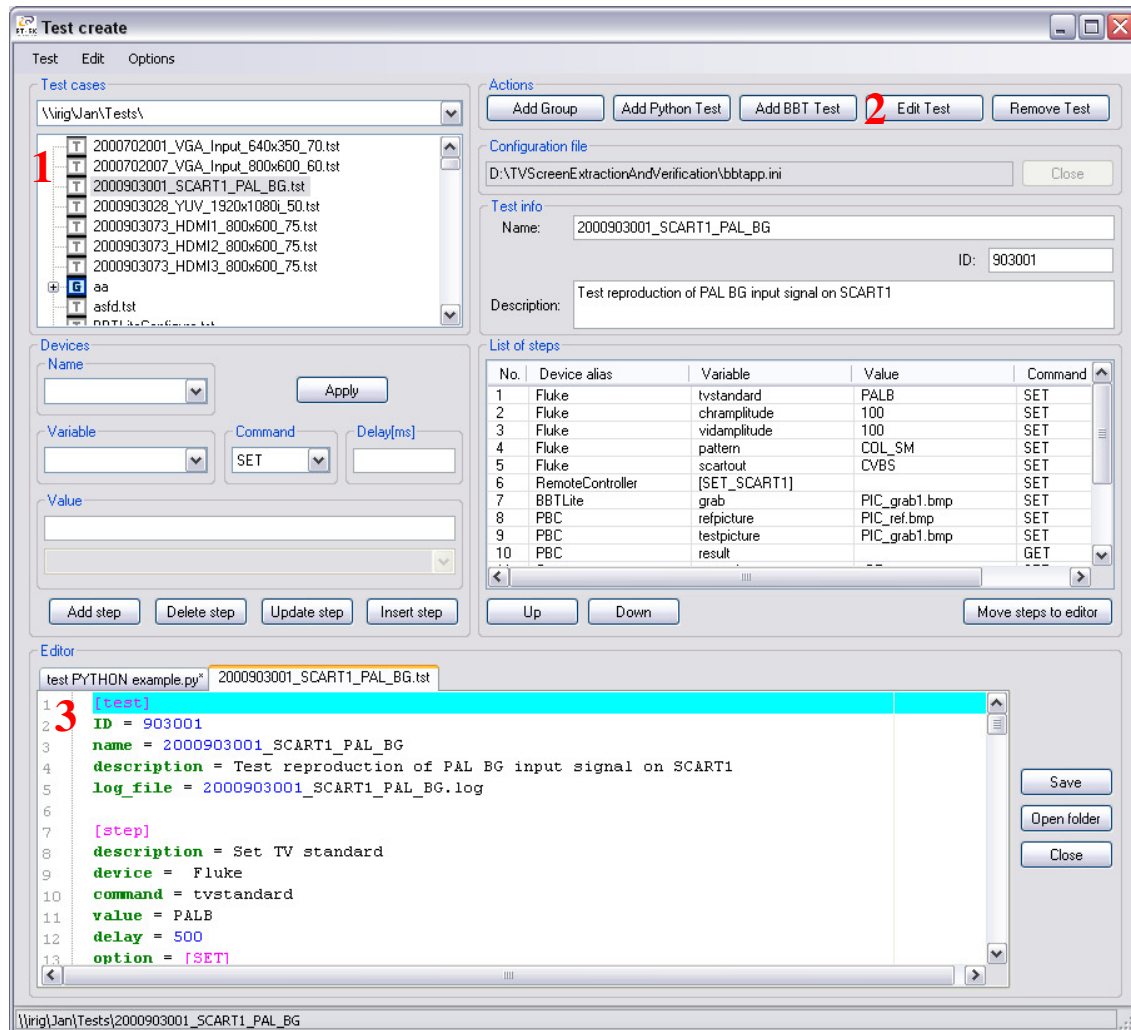 Test create
Test Edit Options
Test cases
\\irig\Jan\Tests\
1
2000702001_VGA_Input_640x350_70.tst
2000702007_VGA_Input_800x600_60.tst
2000903001_SCART1_PAL_BG.tst
2000903028_YUV_1920x1080i_50.tst
2000903073_HDMI1_800x600_75.tst
2000903073_HDMI2_800x600_75.tst
2000903073_HDMI3_800x600_75.tst
G aa
asfd.tst
Actions
Add Group Add Python Test Add BBT Test 2 Edit Test Remove Test
Configuration file
D:\TVScreenExtractionAndVerification\bbtapp.ini Close
Test info
Name: 2000903001_SCART1_PAL_BG
ID: 903001
Description: Test reproduction of PAL BG input signal on SCART1
Devices
Name
Apply
Variable Command Delay[ms]
SET
Value
Add step Delete step Update step Insert step
List of steps
No. Device alias Variable Value Command
1 Fluke tvstandard PALB SET
2 Fluke chramplitude 100 SET
3 Fluke vidamplitude 100 SET
4 Fluke pattern COL_SM SET
5 Fluke scartout CVBS SET
6 RemoteController [SET_SCART1] SET
7 BBTLite grab PIC_grab1.bmp SET
8 PBC refpicture PIC_ref.bmp SET
9 PBC testpicture PIC_grab1.bmp SET
10 PBC result GET
Up Down Move steps to editor
Editor
test PYTHON example.py* 2000903001_SCART1_PAL_BG.tst
3
1 [test]
2 ID = 903001
3 name = 2000903001_SCART1_PAL_BG
4 description = Test reproduction of PAL BG input signal on SCART1
5 log_file = 2000903001_SCART1_PAL_BG.log
6
7 [step]
8 description = Set TV standard
9 device = Fluke
10 command = tvstandard
11 value = PALB
12 delay = 500
13 option = [SET]
Save
Open folder
Close
\\irig\Jan\Tests\2000903001_SCART1_PAL_BG